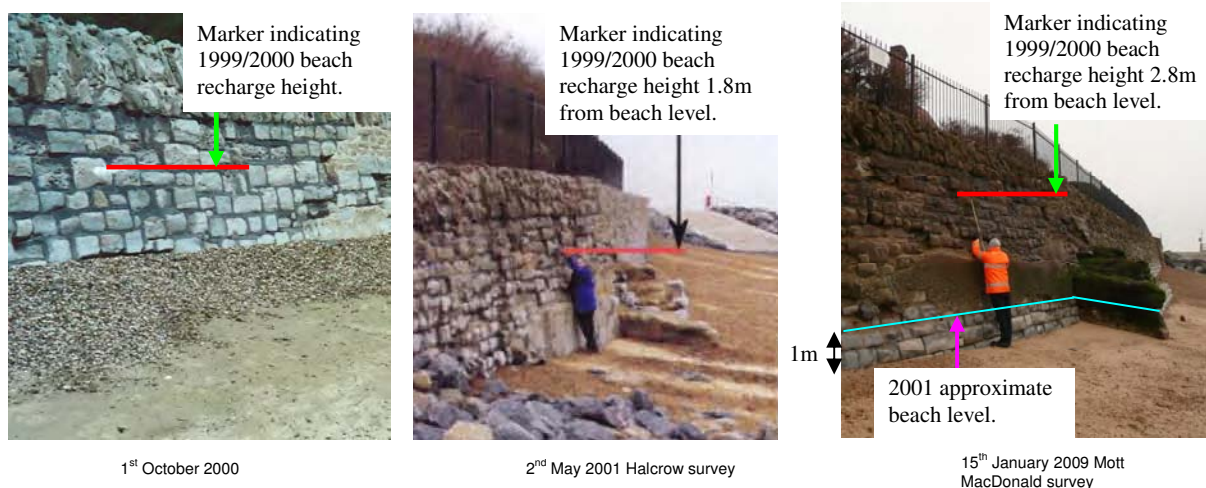 Marker indicating
1999/2000 beach
recharge height.
Marker indicating
1999/2000 beach
recharge height 1.8m
from beach level.
Marker indicating
1999/2000 beach
recharge height 2.8m
from beach level.
1m
2001 approximate
beach level.
1st October 2000
2nd May 2001 Halcrow survey
15th January 2009 Mott
MacDonald survey